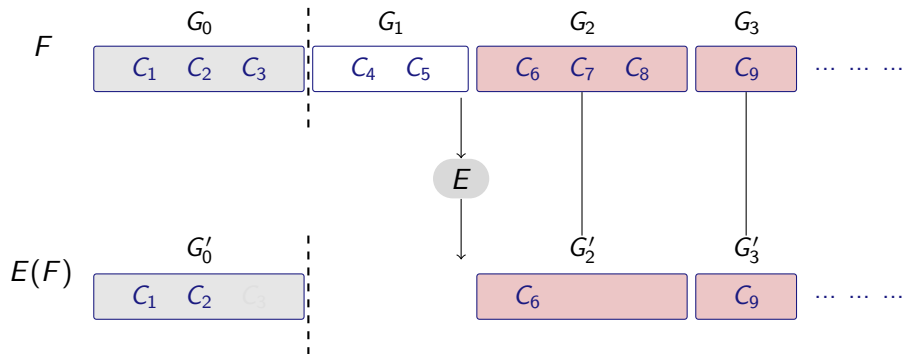 G₀ G₁ G₂ G₃
F C₁ C₂ C₃ C₄ C₅ C₆ C₇ C₈ C₉ ... ... ...
E
G′₀ G′₂ G′₃
E(F) C₁ C₂ C₃ C₆ C₉ ... ... ...